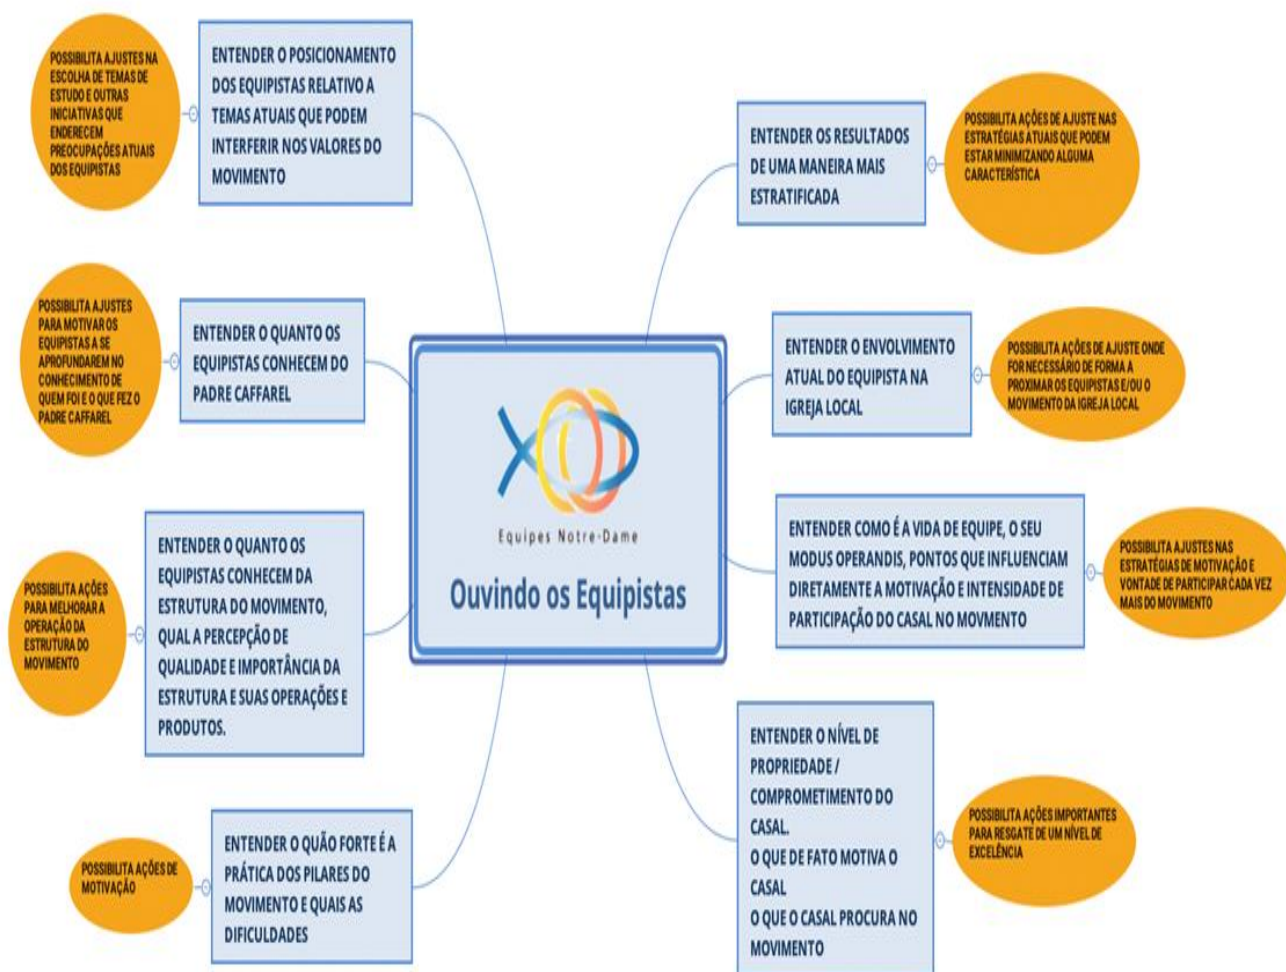 POSSIBILITA AJUSTES NA
ESCOLHA DE TEMAS DE
ESTUDO E OUTRAS
INICIATIVAS QUE
ENDERECEM
PREOCUPAÇÕES ATUAIS
DOS EQUIPISTAS
ENTENDER O POSICIONAMENTO
DOS EQUIPISTAS RELATIVO A
TEMAS ATUAIS QUE PODEM
INTERFERIR NOS VALORES DO
MOVIMENTO
POSSIBILITA AJUSTES
PARA MOTIVAR OS
EQUIPISTAS A SE
APROFUNDAREM NO
CONHECIMENTO DE
QUEM FOI E O QUE FEZ O
PADRE CAFFAREL
ENTENDER O QUANTO OS
EQUIPISTAS CONHECEM DO
PADRE CAFFAREL
POSSIBILITA AÇÕES
PARA MELHORAR A
OPERAÇÃO DA
ESTRUTURA DO
MOVIMENTO
ENTENDER O QUANTO OS
EQUIPISTAS CONHECEM DA
ESTRUTURA DO MOVIMENTO,
QUAL A PERCEPÇÃO DE
QUALIDADE E IMPORTÂNCIA DA
ESTRUTURA E SUAS OPERAÇÕES E
PRODUTOS.
POSSIBILITA AÇÕES DE
MOTIVAÇÃO
ENTENDER O QUÃO FORTE É A
PRÁTICA DOS PILARES DO
MOVIMENTO E QUAIS AS
DIFICULDADES
Equipes Notre-Dame
Ouvindo os Equipistas
ENTENDER OS RESULTADOS
DE UMA MANEIRA MAIS
ESTRATIFICADA
POSSIBILITA AÇÕES DE AJUSTE NAS
ESTRATÉGIAS ATUAIS QUE PODEM
ESTAR MINIMIZANDO ALGUMA
CARACTERÍSTICA
ENTENDER O ENVOLVIMENTO
ATUAL DO EQUIPISTA NA
IGREJA LOCAL
POSSIBILITA AÇÕES DE AJUSTE ONDE
FOR NECESSÁRIO DE FORMA A
PROXIMAR OS EQUIPISTAS E/OU O
MOVIMENTO DA IGREJA LOCAL
ENTENDER COMO É A VIDA DE EQUIPE, O SEU
MODUS OPERANDIS, PONTOS QUE INFLUENCIAM
DIRETAMENTE A MOTIVAÇÃO E INTENSIDADE DE
PARTICIPAÇÃO DO CASAL NO MOVMENTO
POSSIBILITA AJUSTES NAS
ESTRATÉGIAS DE MOTIVAÇÃO E
VONTADE DE PARTICIPAR CADA VEZ
MAIS DO MOVIMENTO
ENTENDER O NÍVEL DE
PROPRIEDADE /
COMPROMETIMENTO DO
CASAL.
O QUE DE FATO MOTIVA O
CASAL
O QUE O CASAL PROCURA NO
MOVIMENTO
POSSIBILITA AÇÕES IMPORTANTES
PARA RESGATE DE UM NÍVEL DE
EXCELÊNCIA